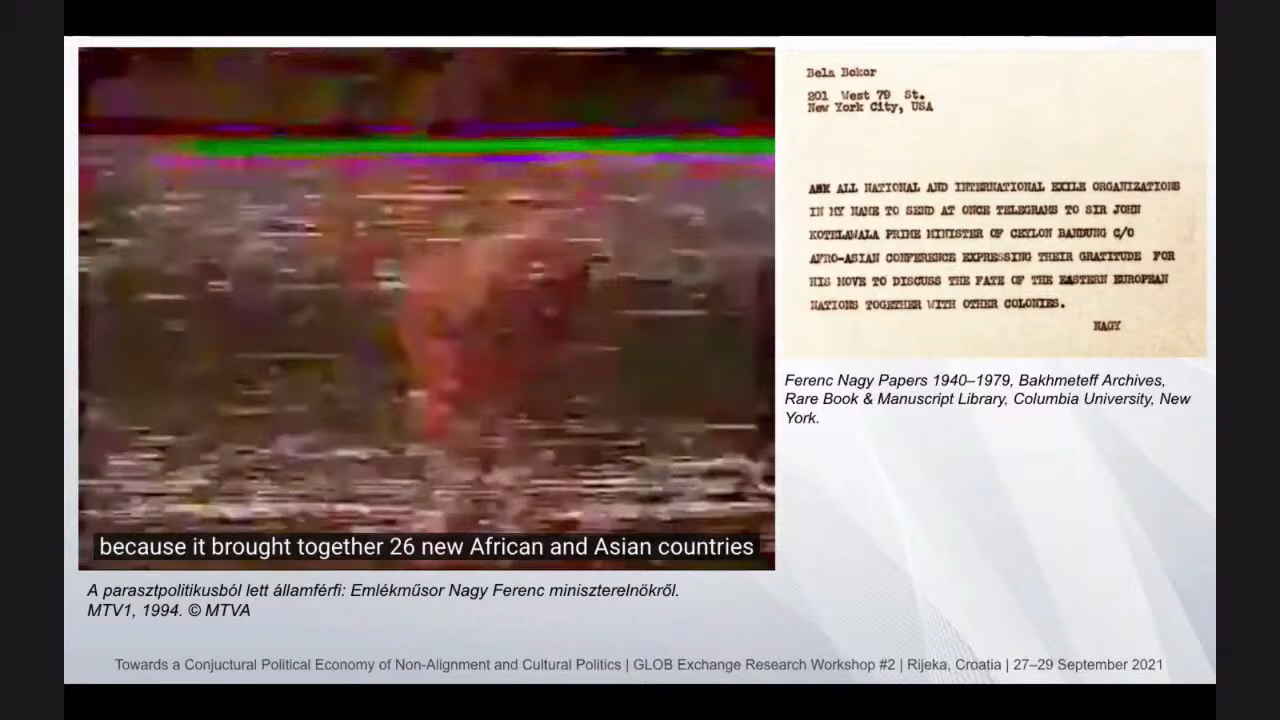 because it brought together 26 new African and Asian countries
A parasztpolitikusból lett államférfi: Emlékműsor Nagy Ferenc miniszterelnökről.
MTV1, 1994. © MTVA
Bela Bokor
201 West 79 St.
New York City, USA
ASK ALL NATIONAL AND INTERNATIONAL EXILE ORGANIZATIONS
IN MY NAME TO SEND AT ONCE TELEGRAMS TO SIR JOHN
KOTELAWALA PRIME MINISTER OF CEYLON BANDUNG C/O
AFRO-ASIAN CONFERENCE EXPRESSING THEIR GRATITUDE FOR
HIS MOVE TO DISCUSS THE FATE OF THE EASTERN EUROPEAN
NATIONS TOGETHER WITH OTHER COLONIES.
NAGY
Ferenc Nagy Papers 1940–1979, Bakhmeteff Archives,
Rare Book & Manuscript Library, Columbia University, New
York.
Towards a Conjuctural Political Economy of Non-Alignment and Cultural Politics | GLOB Exchange Research Workshop #2 | Rijeka, Croatia | 27–29 September 2021